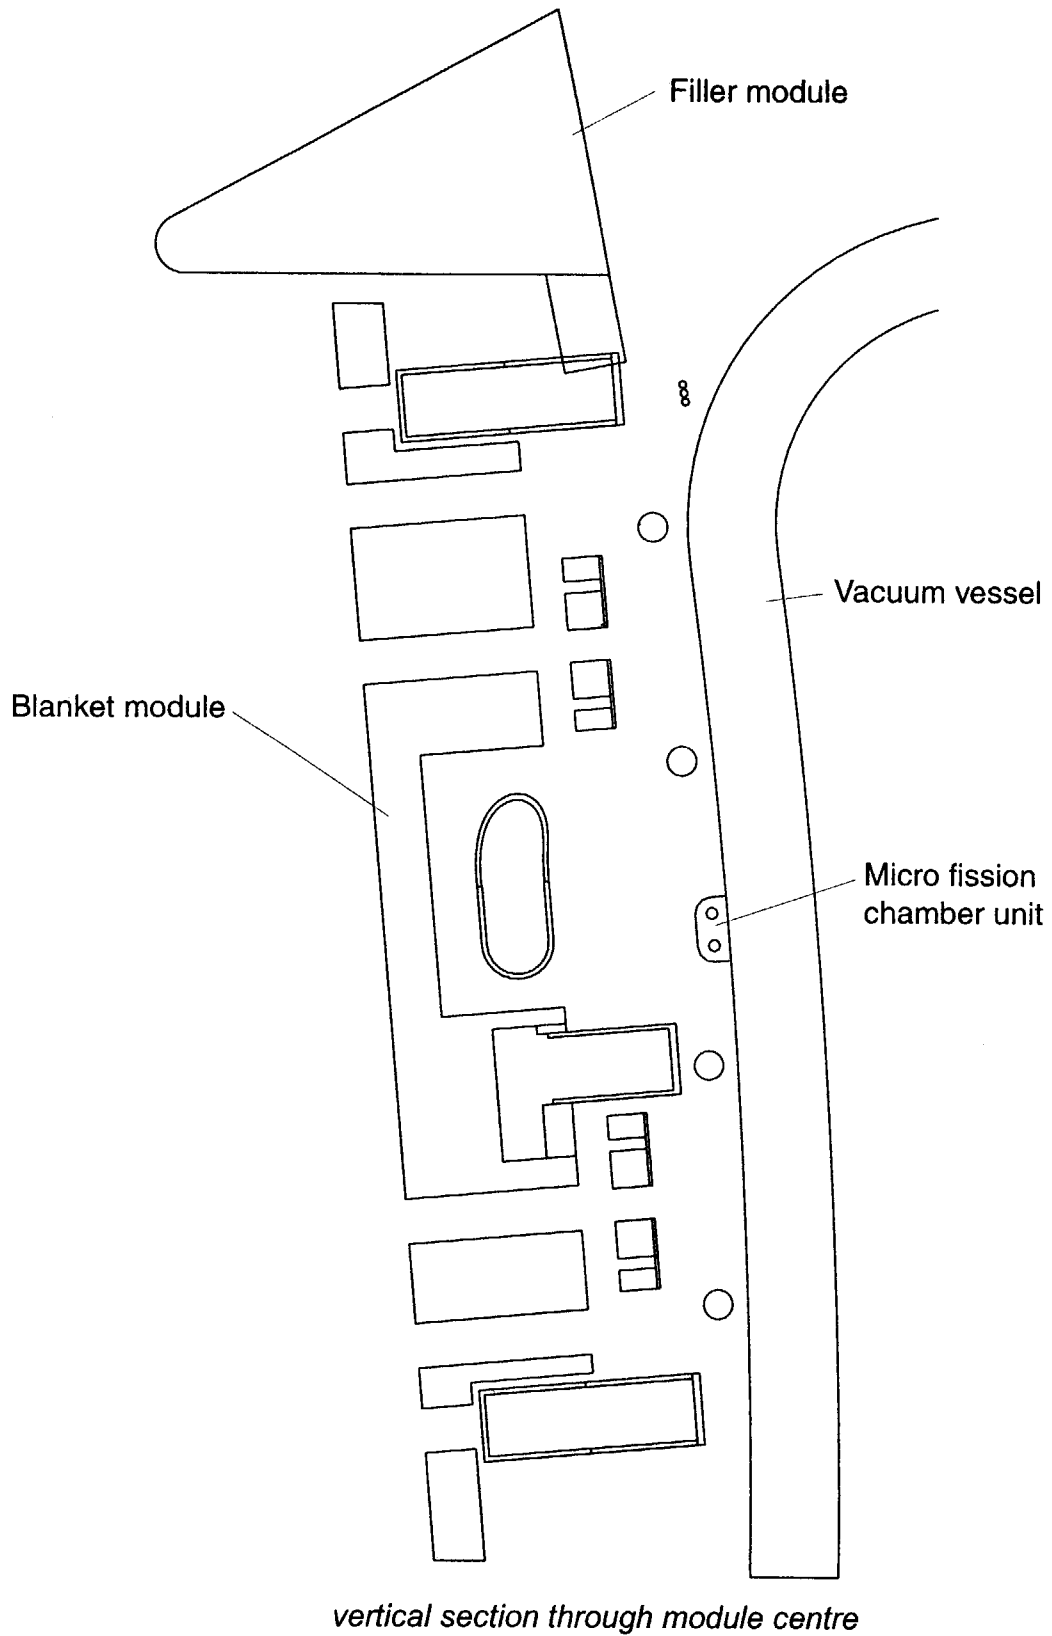 Filler module
Vacuum vessel
Blanket module
Micro fission
chamber unit
vertical section through module centre